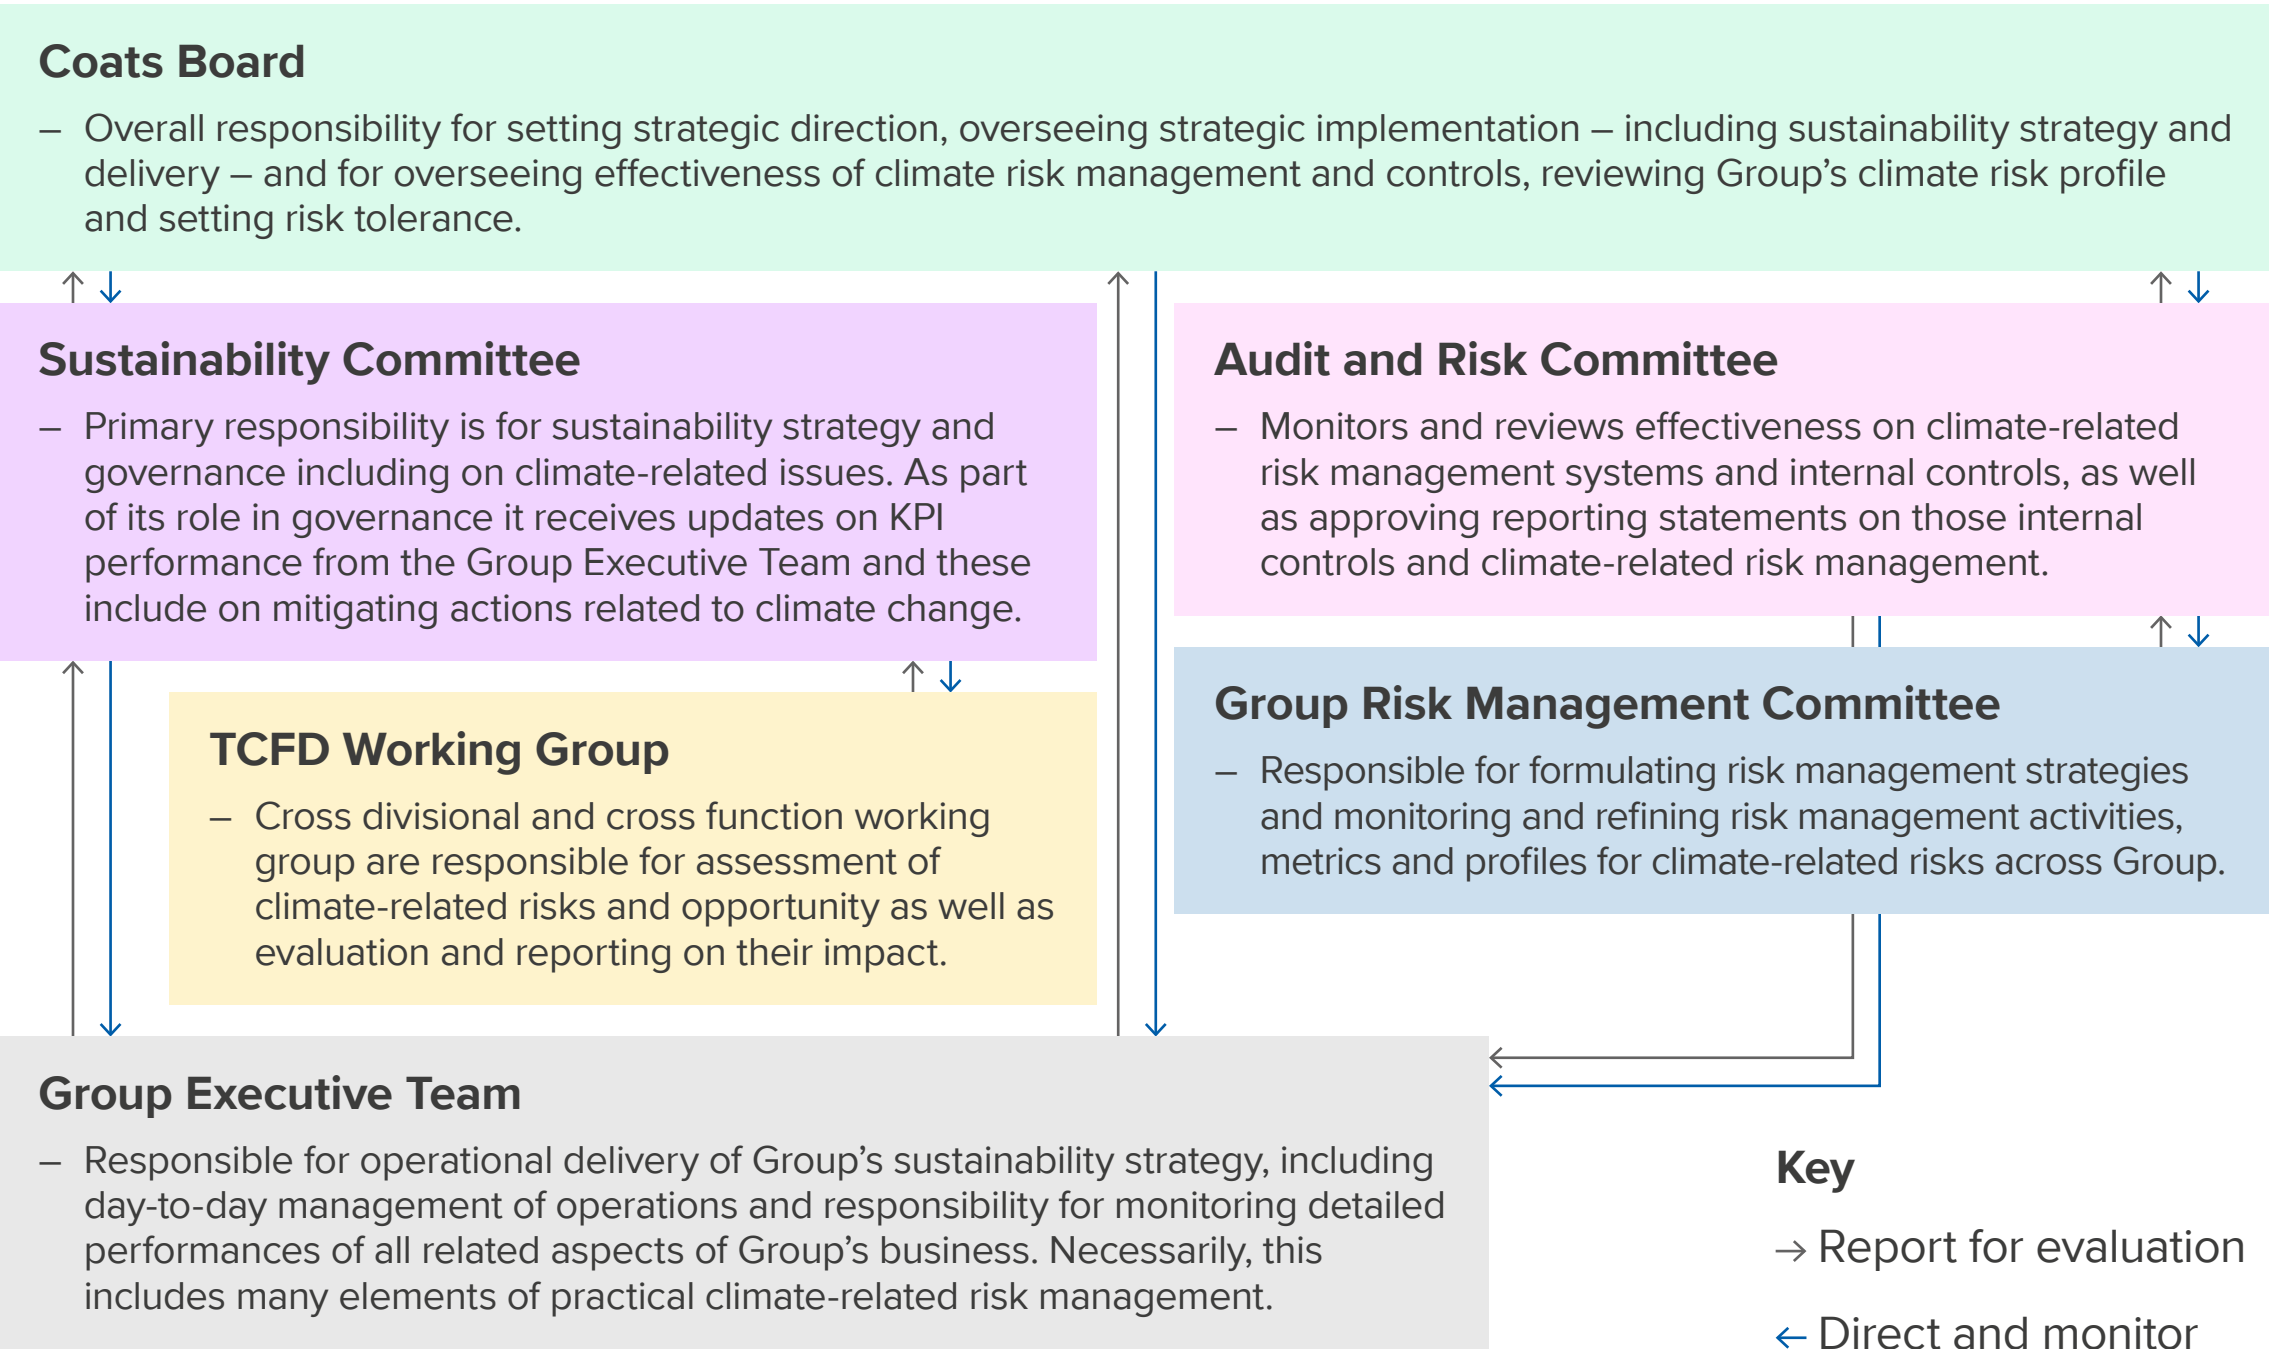 Coats Board
– Overall responsibility for setting strategic direction, overseeing strategic implementation – including sustainability strategy and
delivery – and for overseeing effectiveness of climate risk management and controls, reviewing Group’s climate risk profile
and setting risk tolerance.
Sustainability Committee
– Primary responsibility is for sustainability strategy and
governance including on climate-related issues. As part
of its role in governance it receives updates on KPI
performance from the Group Executive Team and these
include on mitigating actions related to climate change.
Audit and Risk Committee
– Monitors and reviews effectiveness on climate-related
risk management systems and internal controls, as well
as approving reporting statements on those internal
controls and climate-related risk management.
TCFD Working Group
– Cross divisional and cross function working
group are responsible for assessment of
climate-related risks and opportunity as well as
evaluation and reporting on their impact.
Group Risk Management Committee
– Responsible for formulating risk management strategies
and monitoring and refining risk management activities,
metrics and profiles for climate-related risks across Group.
Group Executive Team
– Responsible for operational delivery of Group’s sustainability strategy, including
day-to-day management of operations and responsibility for monitoring detailed
performances of all related aspects of Group’s business. Necessarily, this
includes many elements of practical climate-related risk management.
Key
→ Report for evaluation
← Direct and monitor